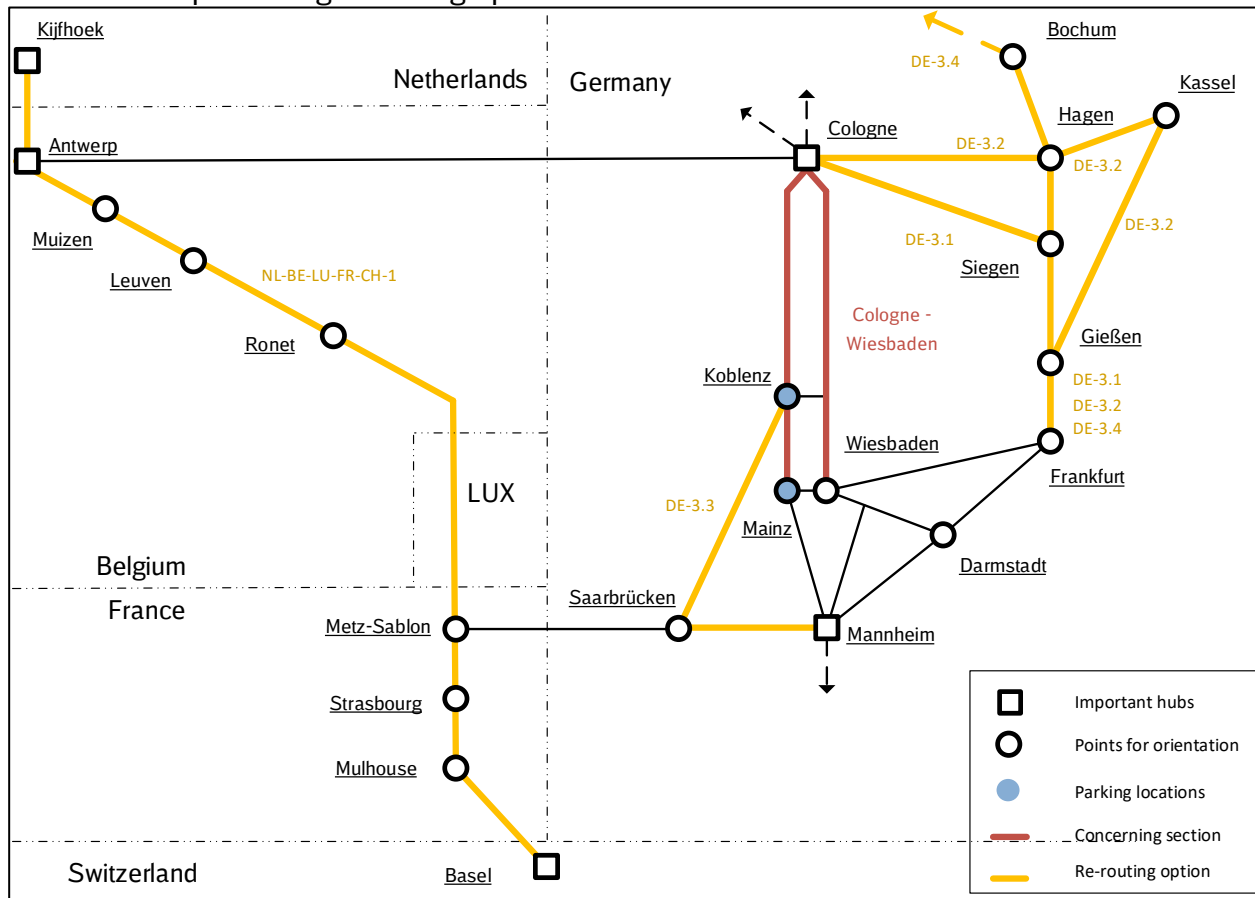 Kijfhoek
Netherlands
Germany
Bochum
DE-3.4
Kassel
Cologne
Hagen
Antwerp
DE-3.2
DE-3.2
Muizen
DE-3.2
DE-3.1
Siegen
Leuven
NL-BE-LU-FR-CH-1
Cologne -
Wiesbaden
Ronet
Gießen
Koblenz
DE-3.1
DE-3.2
DE-3.4
Wiesbaden
Frankfurt
LUX
DE-3.3
Mainz
Belgium
Darmstadt
France
Saarbrücken
Metz-Sablon
Mannheim
Strasbourg
Mulhouse
Switzerland
Basel
Important hubs
Points for orientation
Parking locations
Concerning section
Re-routing option